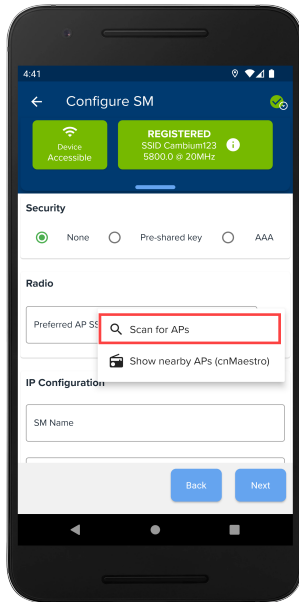 4:41
Configure SM
Device
Accessible
REGISTERED
SSID Cambium123
5800.0 @ 20MHz
Security
None
Pre-shared key
AAA
Radio
Preferred AP SS
Scan for APs
Show nearby APs (cnMaestro)
IP Configuration
SM Name
Back
Next